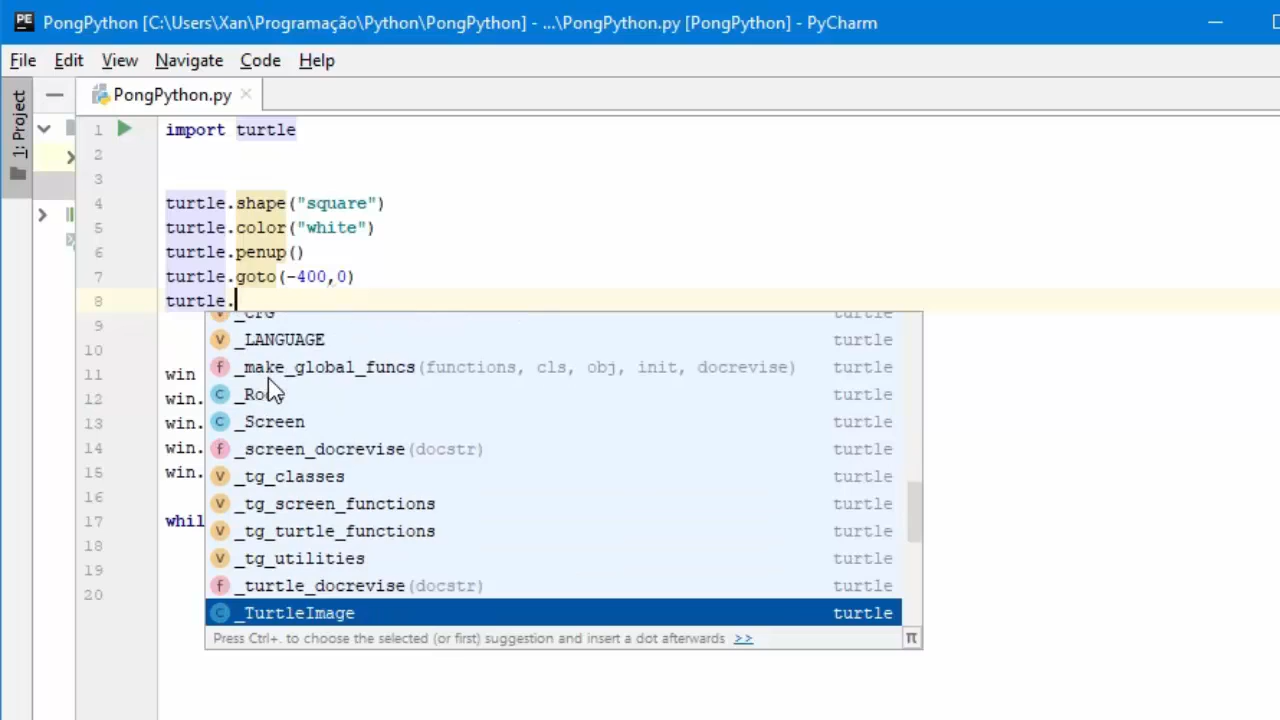 PongPython [C:\Users\Xan\Programação\Python\PongPython] - ...\PongPython.py [PongPython] - PyCharm
File Edit View Navigate Code Help
1: Project
PongPython.py
1 import turtle
2
3
4 turtle.shape("square")
5 turtle.color("white")
6 turtle.penup()
7 turtle.goto(-400,0)
8 turtle.
9
10
11 win
12 win.
13 win.
14 win.
15 win.
16
17 whil
18
19
20
turtle
_LANGUAGE turtle
_make_global_funcs(functions, cls, obj, init, docrevise) turtle
turtle
_Screen turtle
_screen_docrevise(docstr) turtle
_tg_classes turtle
_tg_screen_functions turtle
_tg_turtle_functions turtle
_tg_utilities turtle
_turtle_docrevise(docstr) turtle
_TurtleImage turtle
Press Ctrl+. to choose the selected (or first) suggestion and insert a dot afterwards >>
π